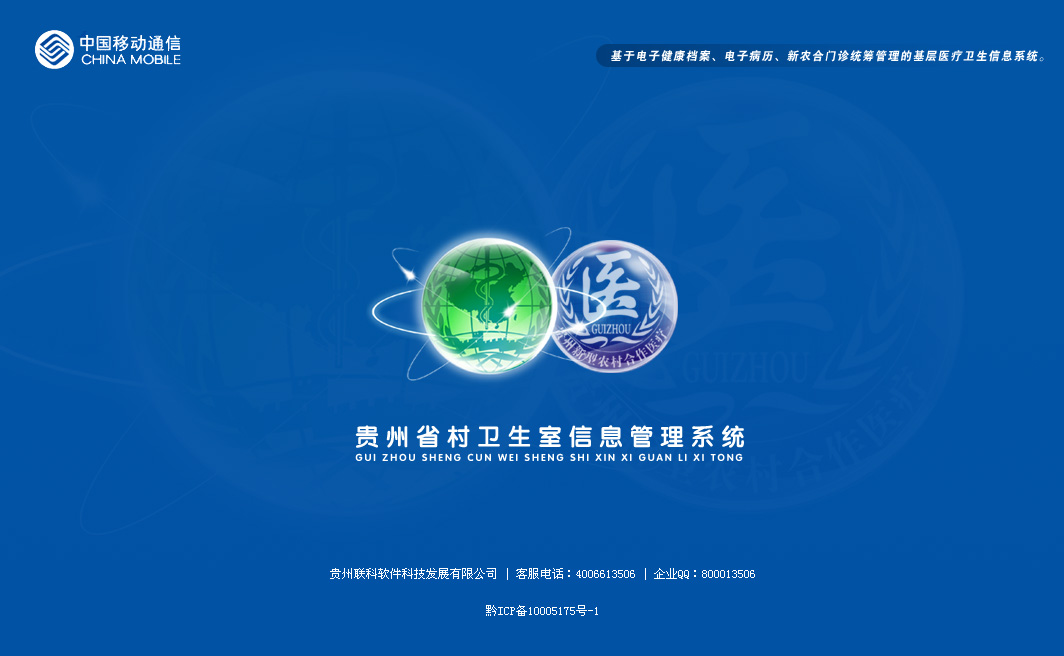 中国移动通信
CHINA MOBILE
基于电子健康档案、电子病历、新农合门诊统筹管理的基层医疗卫生信息系统。
医
GUIZHOU
贵州新型农村合作医疗
贵州省村卫生室信息管理系统
GUI ZHOU SHENG CUN WEI SHENG SHI XIN XI GUAN LI XI TONG
贵州联科软件科技发展有限公司 | 客服电话：4006613506 | 企业QQ：800013506
黔ICP备10005175号-1